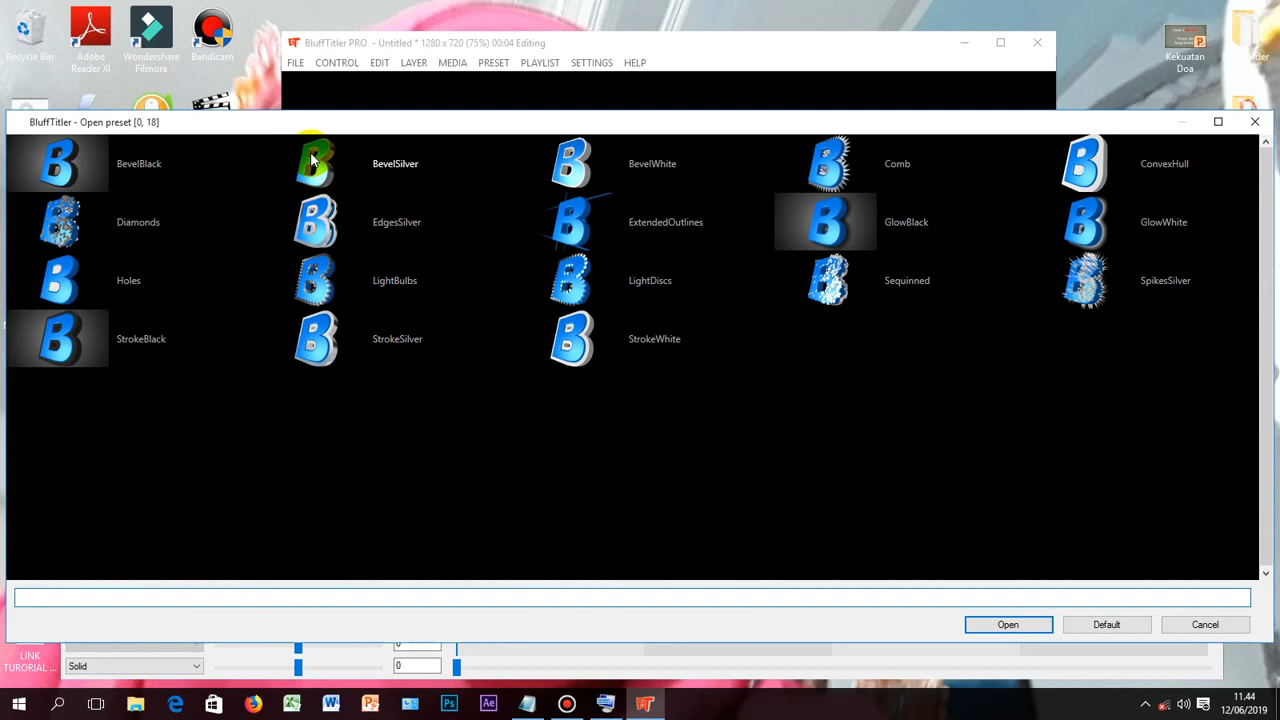 Recycle Bin
Adobe Reader XI
Wondershare Filmora
Bandicam
Kekuatan Doa
BluffTitler PRO - Untitled * 1280 x 720 (75%) 00:04 Editing
FILE CONTROL EDIT LAYER MEDIA PRESET PLAYLIST SETTINGS HELP
BluffTitler - Open preset [0, 18]
BevelBlack BevelSilver BevelWhite Comb ConvexHull
Diamonds EdgesSilver ExtendedOutlines GlowBlack GlowWhite
Holes LightBulbs LightDiscs Sequinned SpikesSilver
StrokeBlack StrokeSilver StrokeWhite
Open Default Cancel
LINK
TURORIAL ...
Solid 0
11.44
12/06/2019